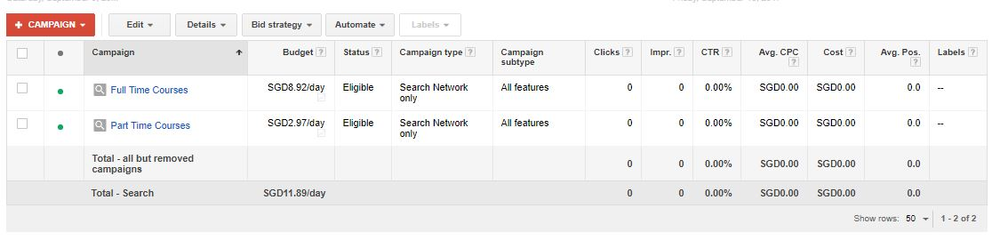 + CAMPAIGN Edit Details Bid strategy Automate Labels
Campaign Budget ? Status ? Campaign type ? Campaign subtype Clicks ? Impr. ? CTR ? Avg. CPC ? Cost ? Avg. Pos. ? Labels ?
Full Time Courses SGD8.92/day Eligible Search Network only All features 0 0 0.00% SGD0.00 SGD0.00 0.0 --
Part Time Courses SGD2.97/day Eligible Search Network only All features 0 0 0.00% SGD0.00 SGD0.00 0.0 --
Total - all but removed campaigns 0 0 0.00% SGD0.00 SGD0.00 0.0
Total - Search SGD11.89/day 0 0 0.00% SGD0.00 SGD0.00 0.0
Show rows: 50 1 - 2 of 2